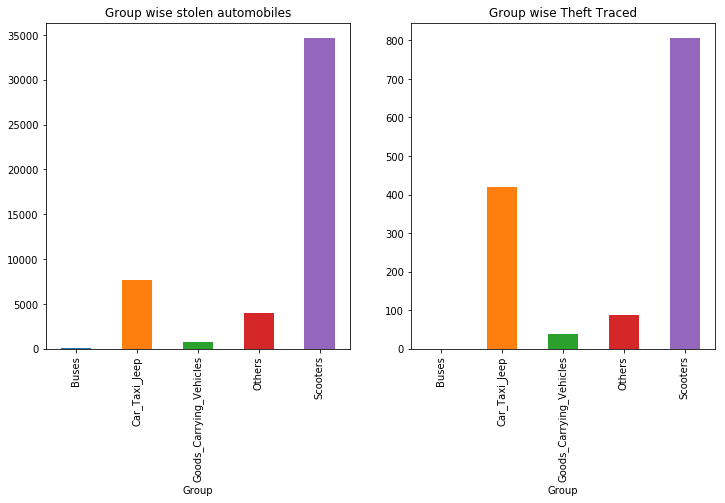 Group wise stolen automobiles
35000
30000
25000
20000
15000
10000
5000
0
Buses
Car_Taxi_Jeep
Goods_Carrying_Vehicles
Others
Scooters
Group
Group wise Theft Traced
800
700
600
500
400
300
200
100
0
Buses
Car_Taxi_Jeep
Goods_Carrying_Vehicles
Others
Scooters
Group